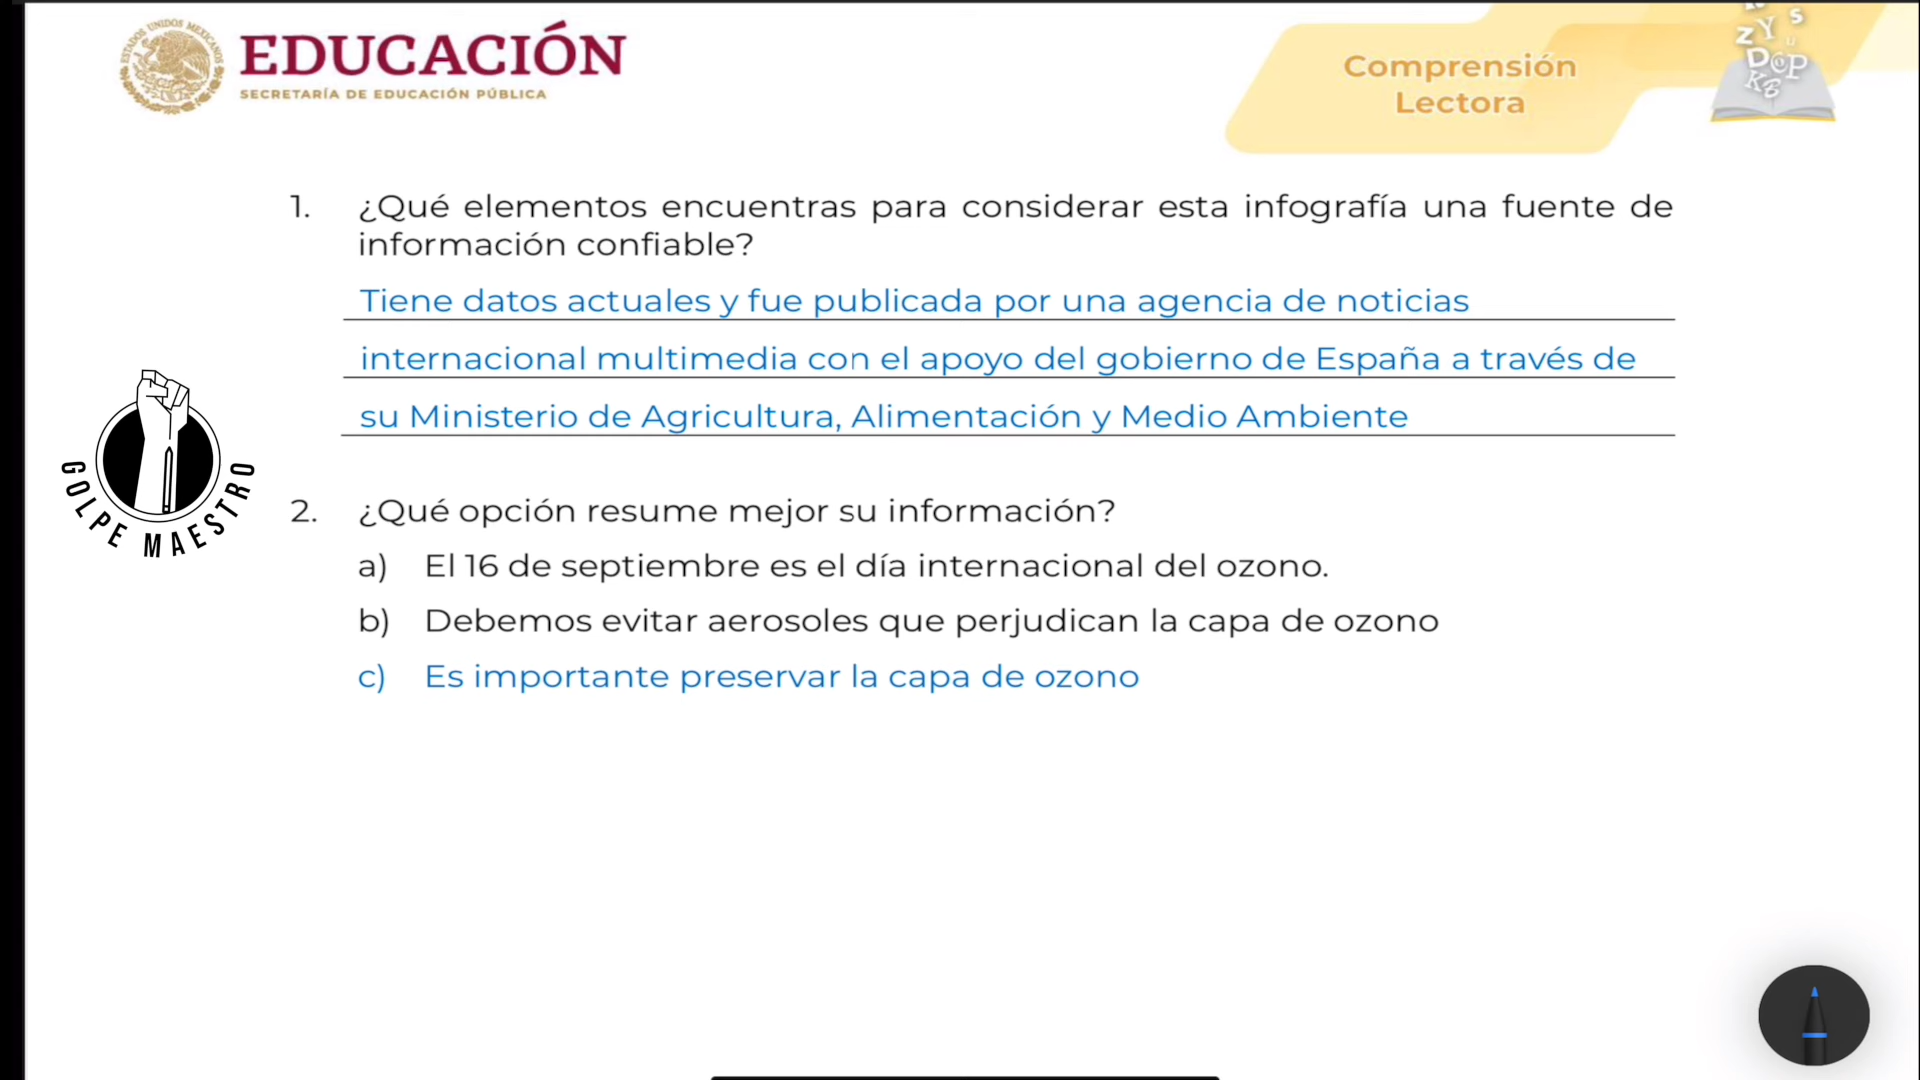 EDUCACIÓN
SECRETARÍA DE EDUCACIÓN PÚBLICA
Comprensión
Lectora
1. ¿Qué elementos encuentras para considerar esta infografía una fuente de
información confiable?
Tiene datos actuales y fue publicada por una agencia de noticias
internacional multimedia con el apoyo del gobierno de España a través de
su Ministerio de Agricultura, Alimentación y Medio Ambiente
GOLPE MAESTRO
2. ¿Qué opción resume mejor su información?
a) El 16 de septiembre es el día internacional del ozono.
b) Debemos evitar aerosoles que perjudican la capa de ozono
c) Es importante preservar la capa de ozono